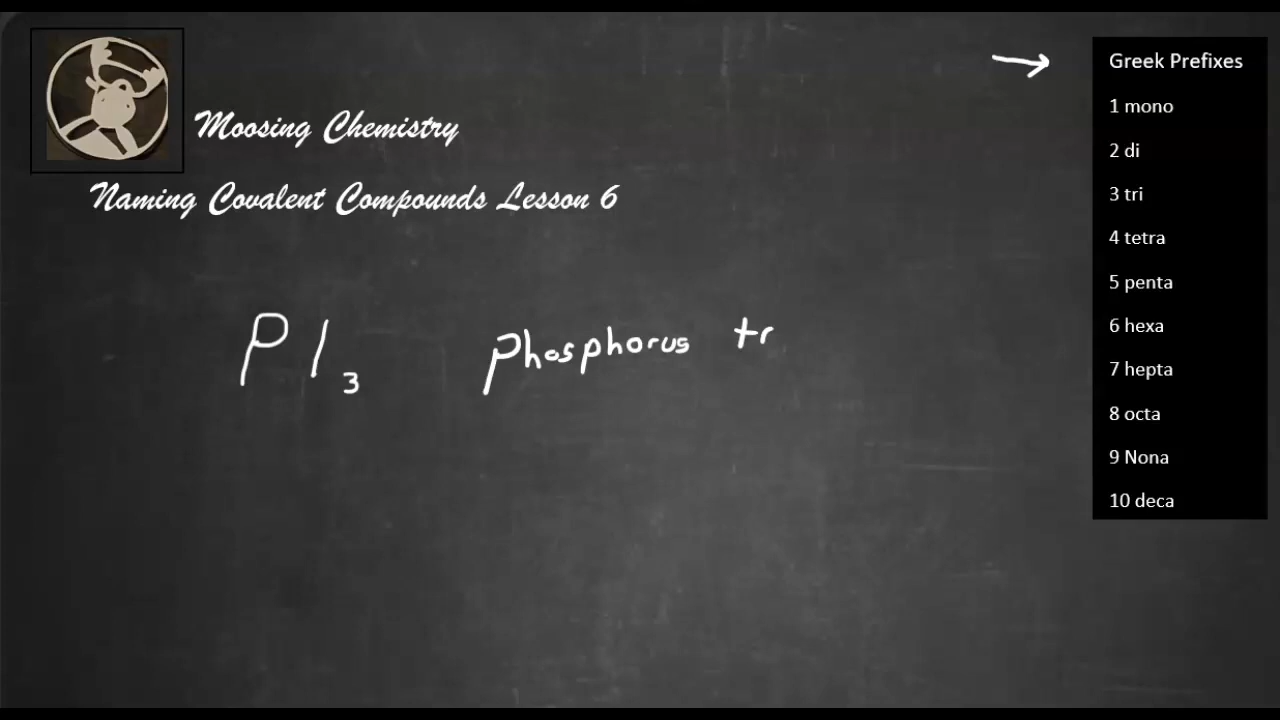 Moosing Chemistry
Naming Covalent Compounds Lesson 6
PI₃ Phosphorus tr
Greek Prefixes
1 mono
2 di
3 tri
4 tetra
5 penta
6 hexa
7 hepta
8 octa
9 Nona
10 deca